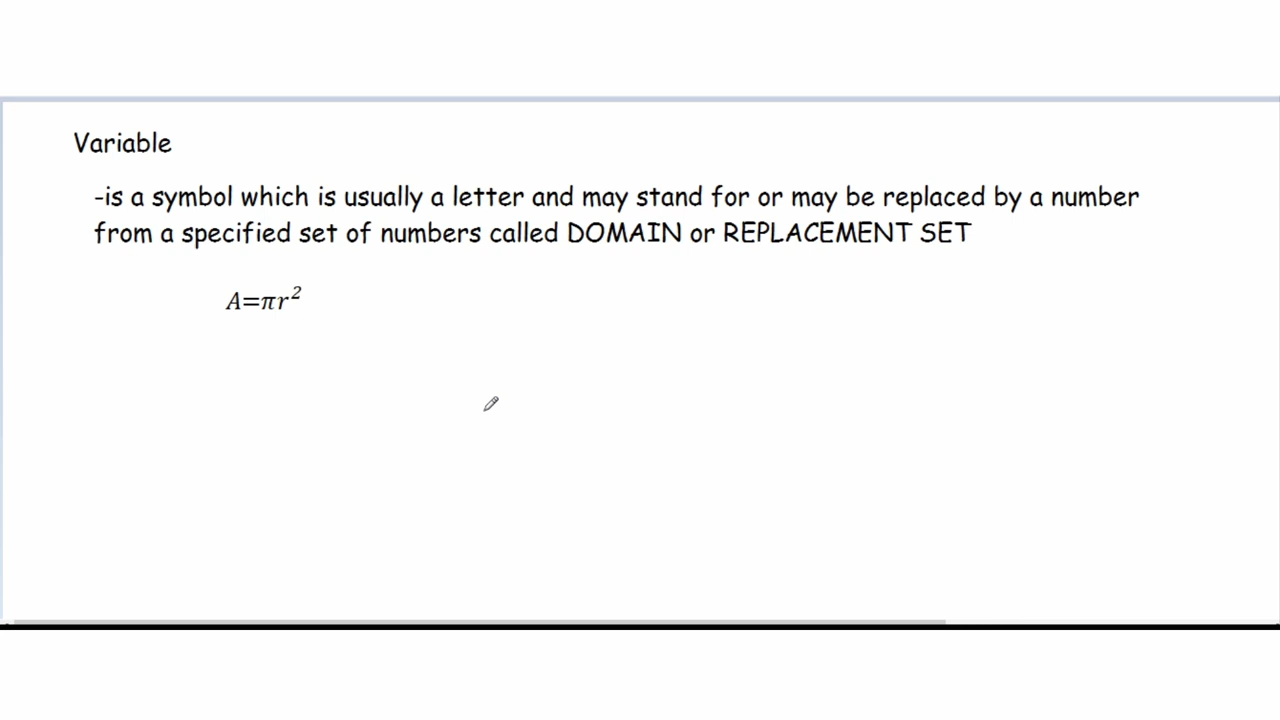 Variable
-is a symbol which is usually a letter and may stand for or may be replaced by a number
from a specified set of numbers called DOMAIN or REPLACEMENT SET
A=πr²